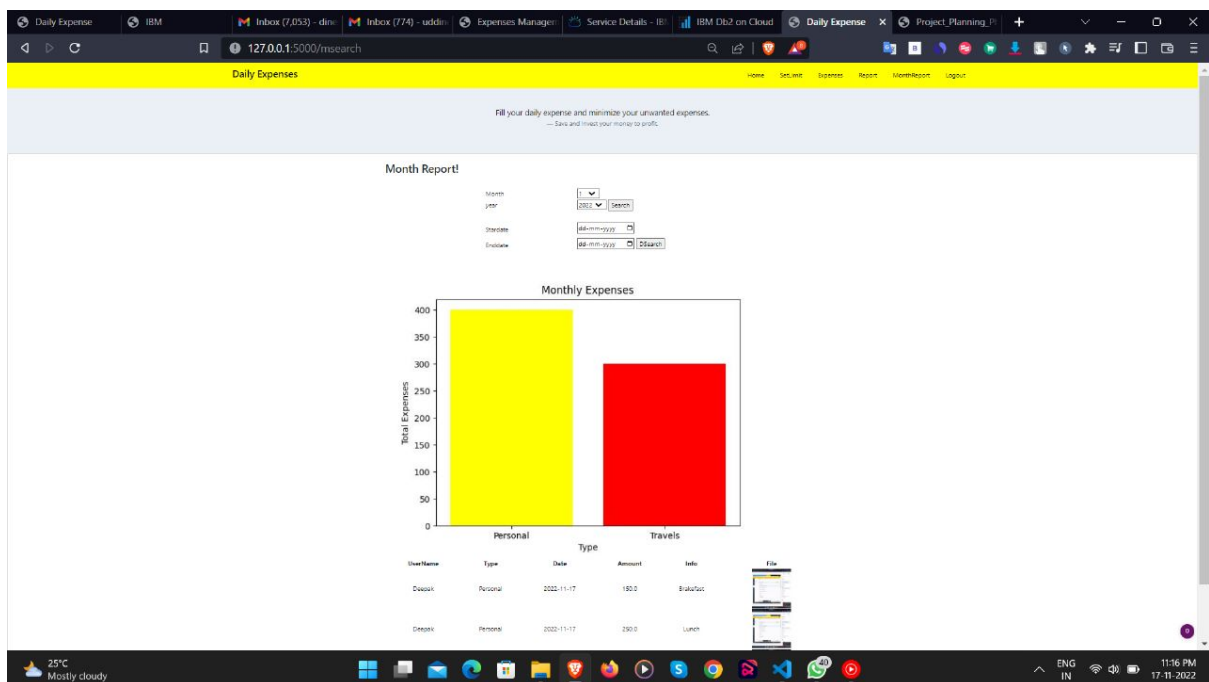 Daily Expense IBM Inbox (7,053) - dine Inbox (774) - uddin Expenses Managem Service Details - IB IBM Db2 on Cloud Daily Expense Project_Planning_P
127.0.0.1:5000/msearch
Daily Expenses Home SetLimit Expenses Report MonthReport Logout
Fill your daily expense and minimize your unwanted expenses.
— Save and Invest your money to profit.
Month Report!
Month 1
year 2022 Search
Stardate dd-mm-yyyy
Enddate dd-mm-yyyy DSearch
Monthly Expenses
400
350
300
250
200
150
100
50
0
Total Expenses
Personal Travels
Type
UserName Type Date Amount Info File
Deepak Personal 2022-11-17 150.0 Brakefast
Deepak Personal 2022-11-17 250.0 Lunch
25°C ENG 11:16 PM
Mostly cloudy IN 17-11-2022